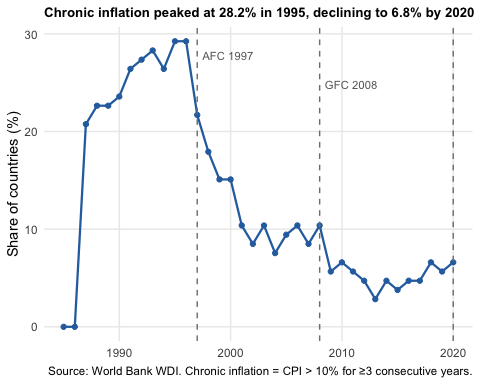 Chronic inflation peaked at 28.2% in 1995, declining to 6.8% by 2020
30
20
10
0
Share of countries (%)
AFC 1997
GFC 2008
1990
2000
2010
2020
Source: World Bank WDI. Chronic inflation = CPI > 10% for ≥3 consecutive years.